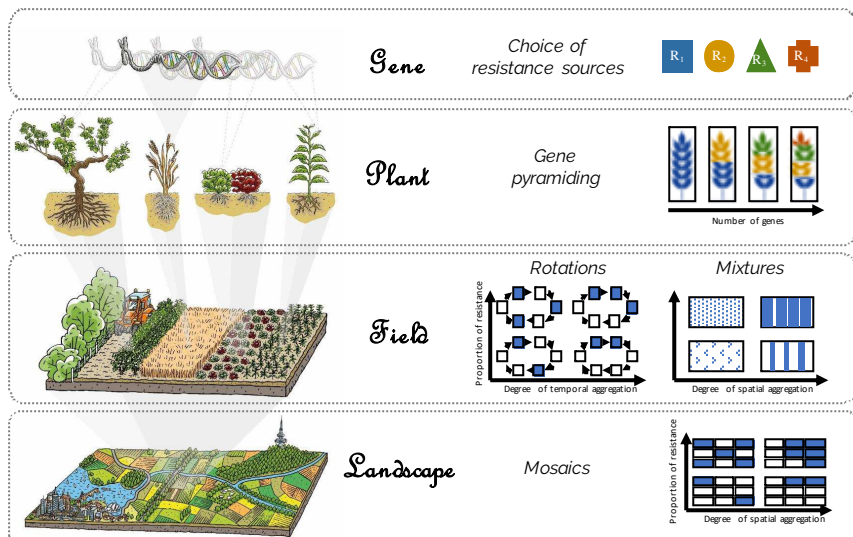 Gene
Choice of
resistance sources
R1 R2 R3 R4
Plant
Gene
pyramiding
Number of genes
Field
Rotations
Mixtures
Proportion of resistance
Degree of temporal aggregation
Degree of spatial aggregation
Landscape
Mosaics
Proportion of resistance
Degree of spatial aggregation